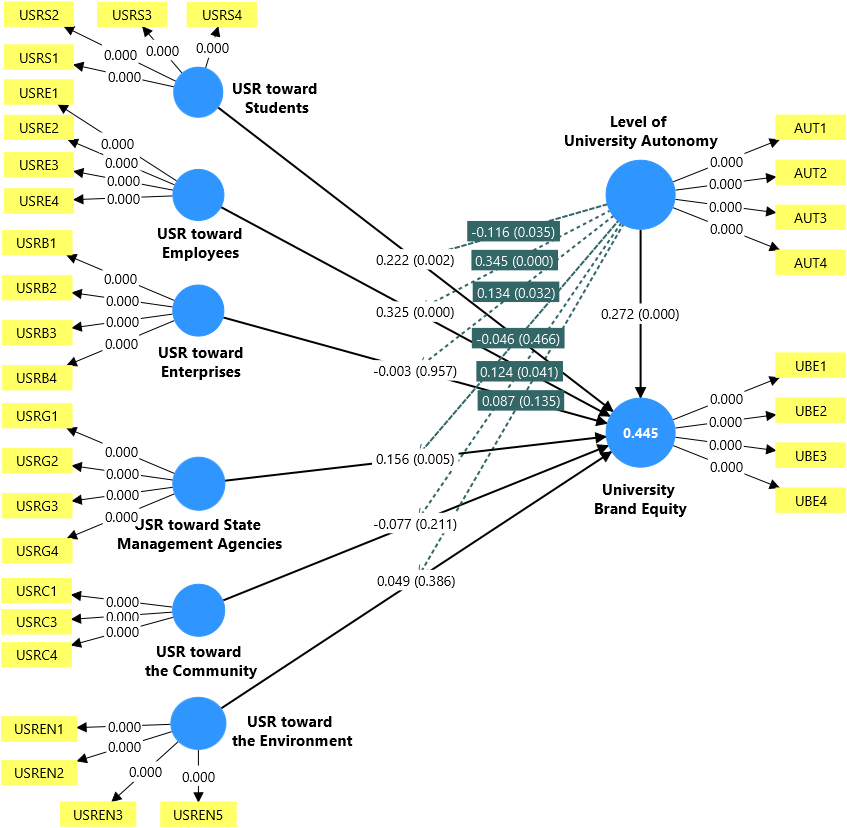 USRS2
USRS3
USRS4
USRS1
0.000
0.000
0.000
0.000
USR toward
Students
USRE1
USRE2
USRE3
USRE4
0.000
0.000
0.000
0.000
USR toward
Employees
USRB1
USRB2
USRB3
USRB4
0.000
0.000
0.000
0.000
USR toward
Enterprises
USRG1
USRG2
USRG3
USRG4
0.000
0.000
0.000
0.000
USR toward State
Management Agencies
USRC1
USRC3
USRC4
0.000
0.000
0.000
USR toward
the Community
USREN1
USREN2
USREN3
USREN5
0.000
0.000
0.000
0.000
USR toward
the Environment
0.222 (0.002)
0.325 (0.000)
-0.003 (0.957)
0.156 (0.005)
-0.077 (0.211)
0.049 (0.386)
-0.116 (0.035)
0.345 (0.000)
0.134 (0.032)
-0.046 (0.466)
0.124 (0.041)
0.087 (0.135)
Level of
University Autonomy
0.000
0.000
0.000
0.000
AUT1
AUT2
AUT3
AUT4
0.272 (0.000)
0.445
University
Brand Equity
0.000
0.000
0.000
0.000
UBE1
UBE2
UBE3
UBE4